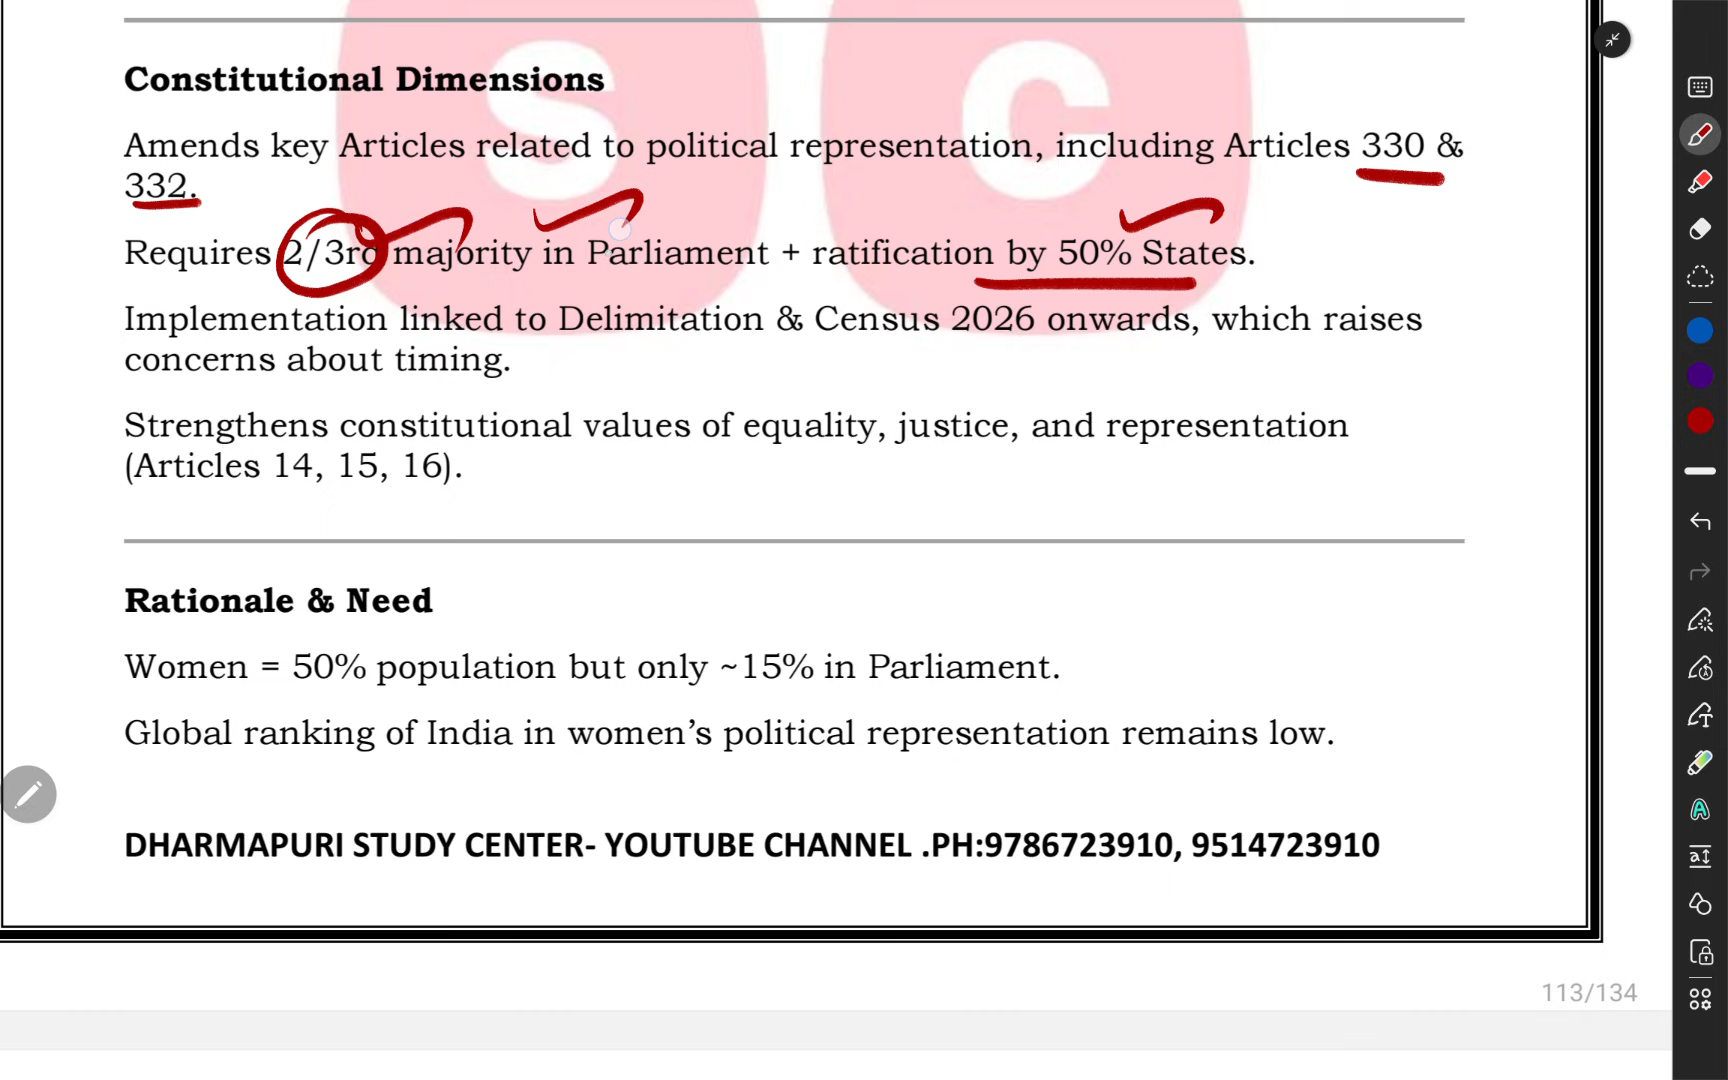 Constitutional Dimensions
Amends key Articles related to political representation, including Articles 330 &
332.
Requires 2/3rd majority in Parliament + ratification by 50% States.
Implementation linked to Delimitation & Census 2026 onwards, which raises
concerns about timing.
Strengthens constitutional values of equality, justice, and representation
(Articles 14, 15, 16).
Rationale & Need
Women = 50% population but only ~15% in Parliament.
Global ranking of India in women’s political representation remains low.
DHARMAPURI STUDY CENTER- YOUTUBE CHANNEL .PH:9786723910, 9514723910
113/134
S C